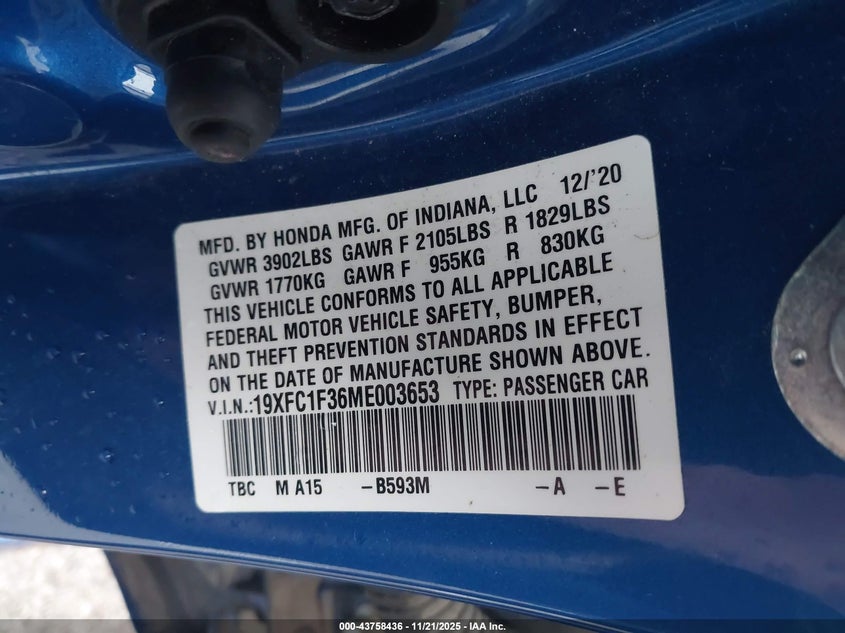 MFD. BY HONDA MFG. OF INDIANA, LLC 12/'20
GVWR 3902LBS GAWR F 2105LBS R 1829LBS
GVWR 1770KG GAWR F 955KG R 830KG
THIS VEHICLE CONFORMS TO ALL APPLICABLE
FEDERAL MOTOR VEHICLE SAFETY, BUMPER,
AND THEFT PREVENTION STANDARDS IN EFFECT
ON THE DATE OF MANUFACTURE SHOWN ABOVE.
V.I.N.:19XFC1F36ME003653 TYPE: PASSENGER CAR
TBC M A15 -B593M -A -E
000-43758436 - 11/21/2025 - IAA Inc.